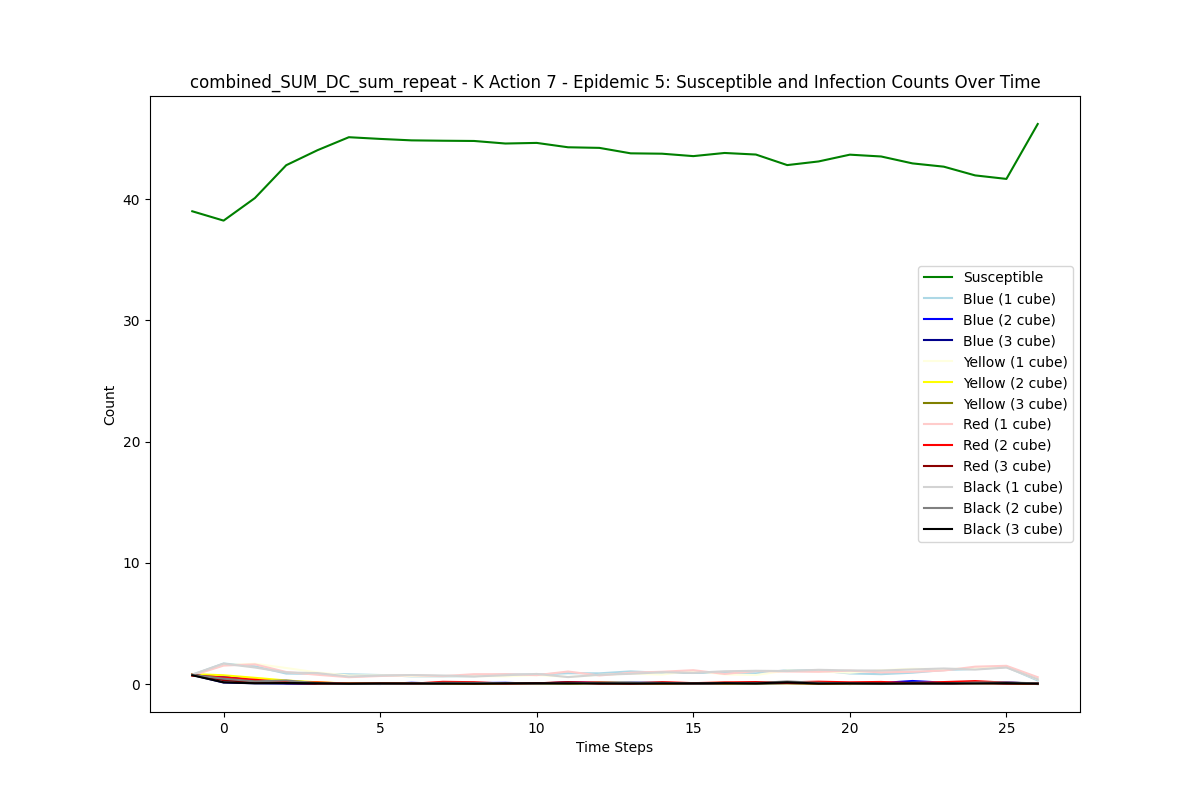 combined_SUM_DC_sum_repeat - K Action 7 - Epidemic 5: Susceptible and Infection Counts Over Time
Count
40
30
20
10
0
Susceptible
Blue (1 cube)
Blue (2 cube)
Blue (3 cube)
Yellow (1 cube)
Yellow (2 cube)
Yellow (3 cube)
Red (1 cube)
Red (2 cube)
Red (3 cube)
Black (1 cube)
Black (2 cube)
Black (3 cube)
0 5 10 15 20 25
Time Steps